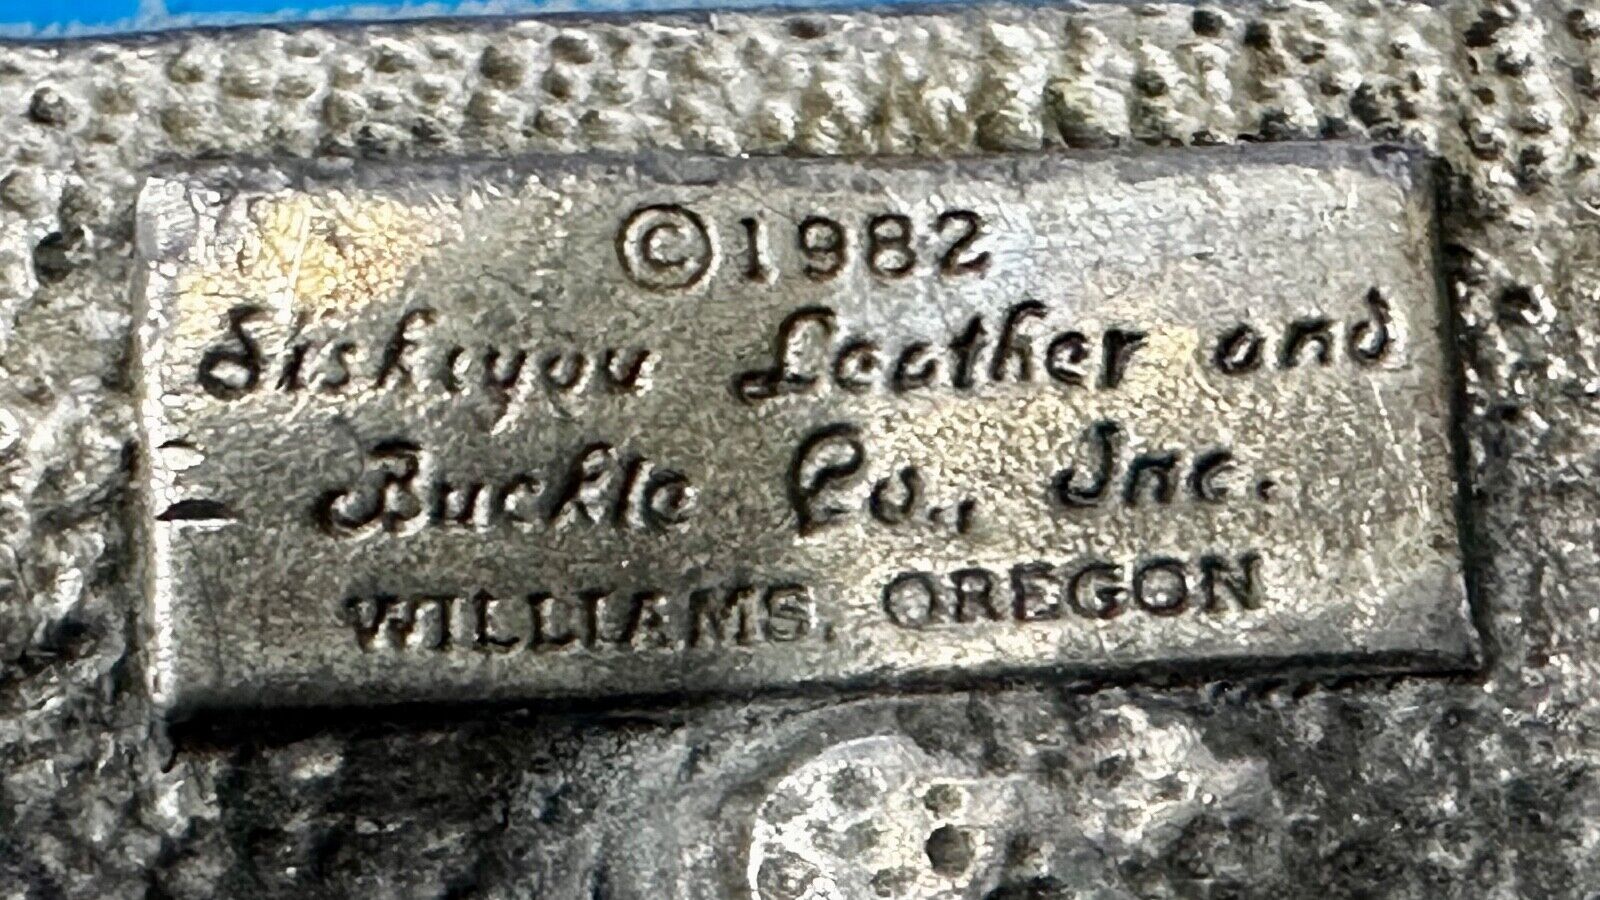 ©1982
Siskiyou Leather and
Buckle Co., Inc.
WILLIAMS, OREGON